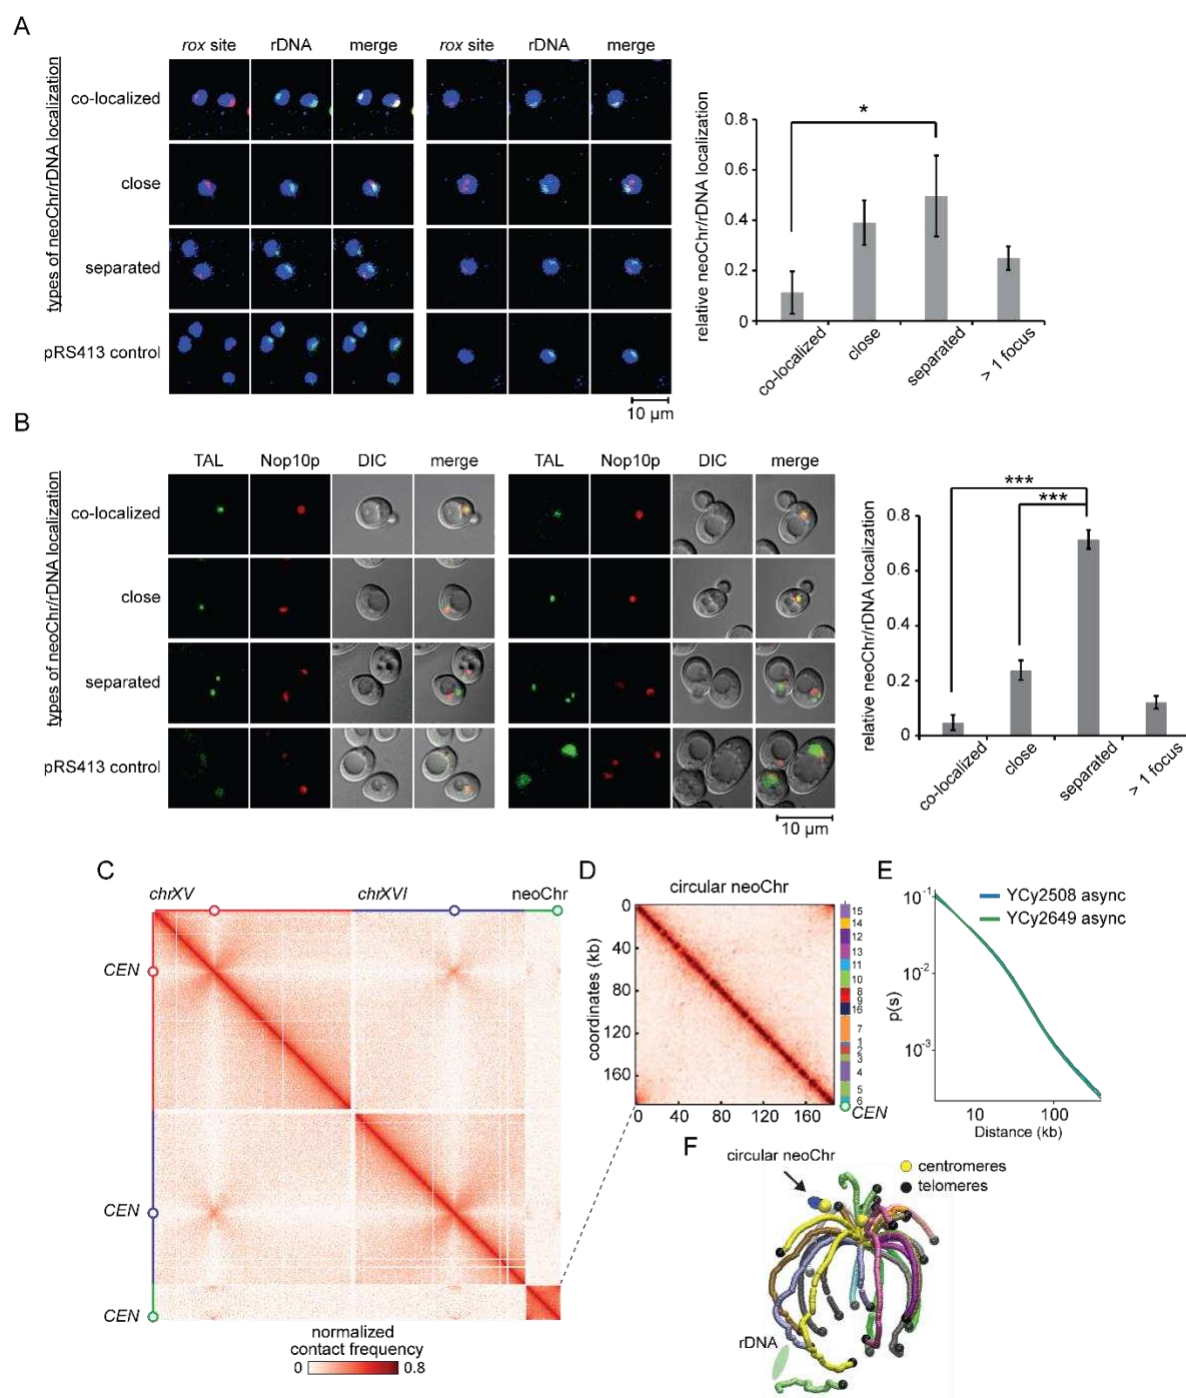 A
types of neoChr/rDNA localization
rox site rDNA merge rox site rDNA merge
co-localized
close
separated
pRS413 control
10 µm
relative neoChr/rDNA localization
0.8
0.6
0.4
0.2
0
*
co-localized close separated > 1 focus
B
types of neoChr/rDNA localization
TAL Nop10p DIC merge TAL Nop10p DIC merge
co-localized
close
separated
pRS413 control
10 µm
relative neoChr/rDNA localization
0.8
0.6
0.4
0.2
0
***
***
co-localized close separated > 1 focus
C
chrXV chrXVI neoChr
CEN
CEN
CEN
normalized
contact frequency
0 0.8
D
circular neoChr
coordinates (kb)
0
40
80
120
160
0 40 80 120 160
15
14
12
13
11
10
8
9
16
7
1
2
3
4
5
6
CEN
E
YCy2508 async
YCy2649 async
p(s)
10-1
10-2
10-3
10 100
Distance (kb)
F
circular neoChr
centromeres
telomeres
rDNA